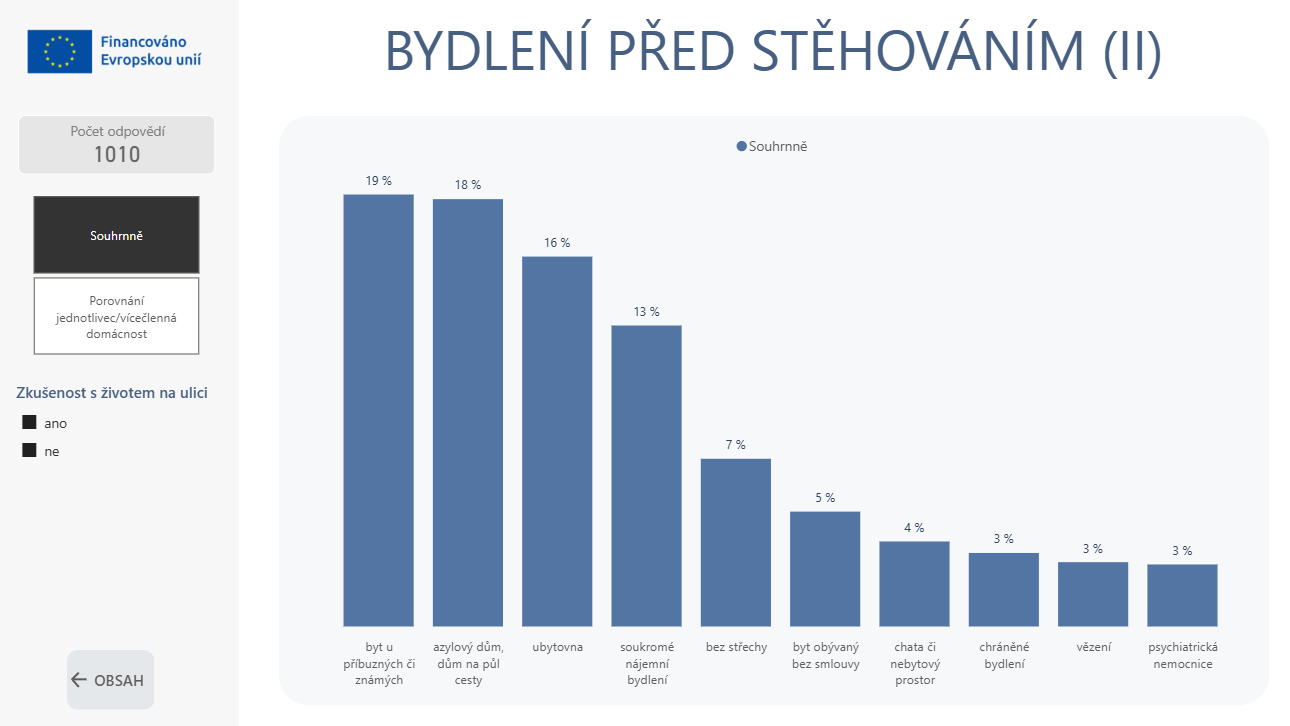 Financováno
Evropskou unií
BYDLENÍ PŘED STĚHOVÁNÍM (II)
Počet odpovědí
1010
Souhrnně
Porovnání
jednotlivec/vícečlenná
domácnost
Zkušenost s životem na ulici
ano
ne
OBSAH
Souhrnně
19 %
18 %
16 %
13 %
7 %
5 %
4 %
3 %
3 %
3 %
byt u
příbuzných či
známých
azylový dům,
dům na půl
cesty
ubytovna
soukromé
nájemní
bydlení
bez střechy
byt obývaný
bez smlouvy
chata či
nebytový
prostor
chráněné
bydlení
vězení
psychiatrická
nemocnice